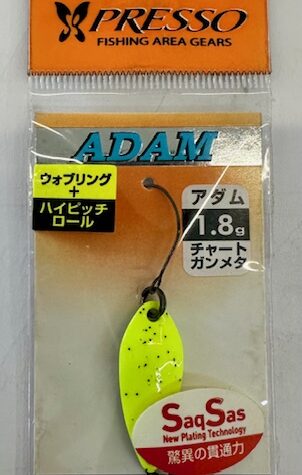 PRESSO
FISHING AREA GEARS
ADAM
ウォブリング
+
ハイピッチ
ロール
アダム
1.8g
チャート
ガンメタ
SaqSas
New Plating Technology
驚異の貫通力